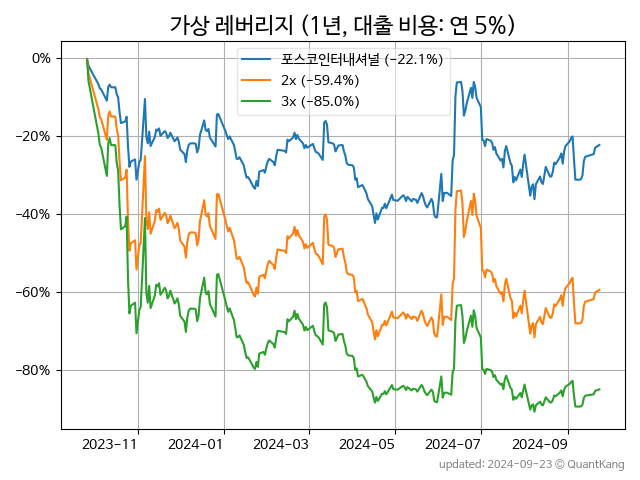 가상 레버리지 (1년, 대출 비용: 연 5%)
포스코인터내셔널 (−22.1%)
2x (−59.4%)
3x (−85.0%)
0%
−20%
−40%
−60%
−80%
2023−11
2024−01
2024−03
2024−05
2024−07
2024−09
updated: 2024−09−23 © QuantKang